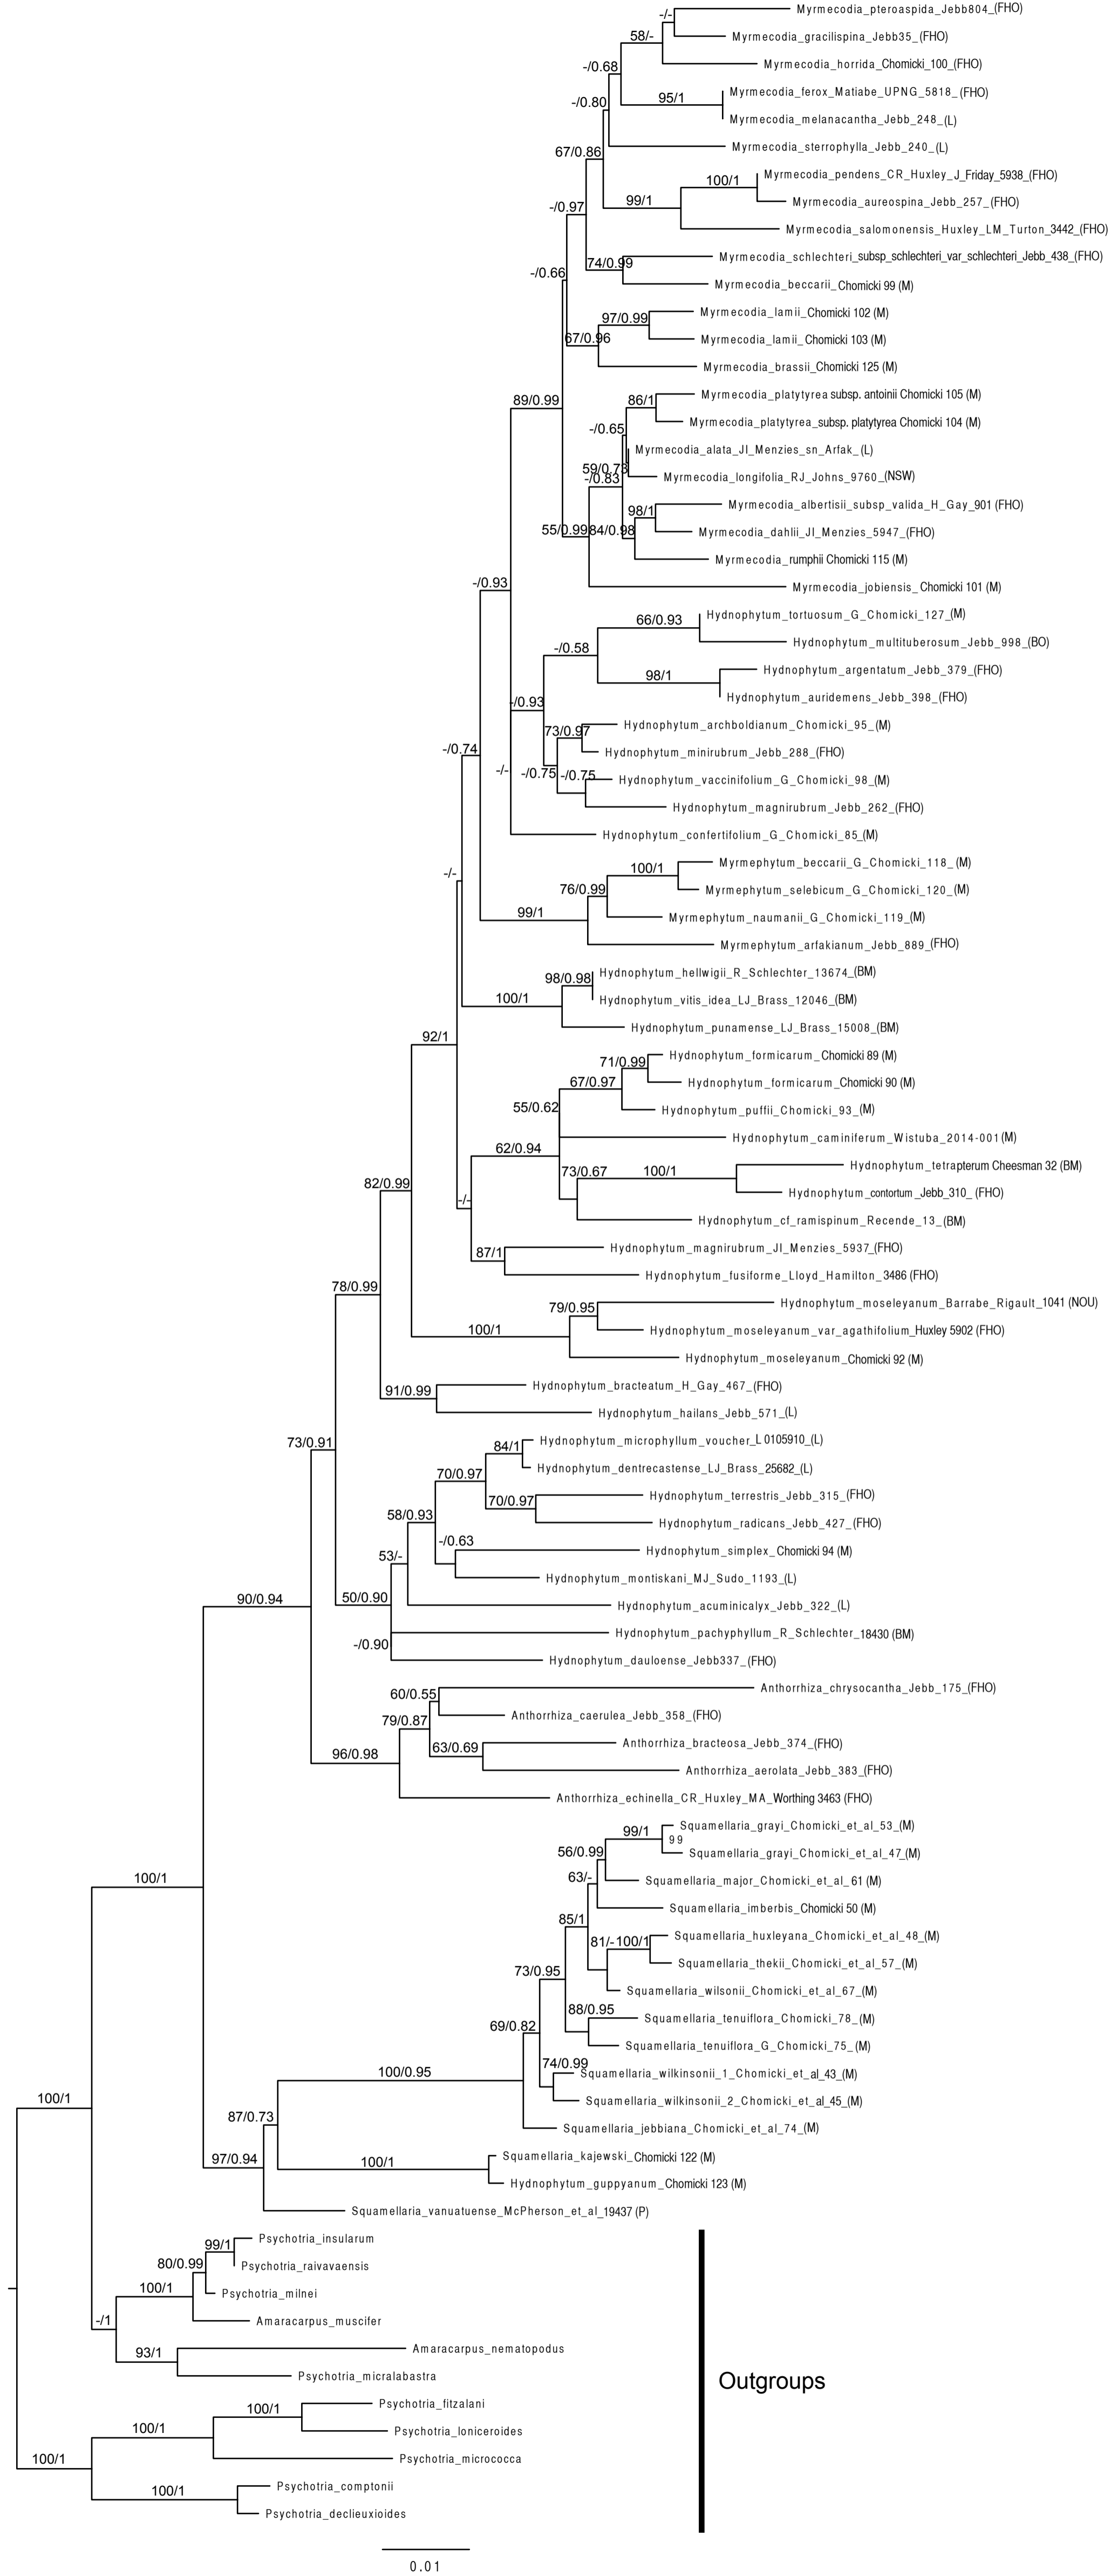 -/-
Myrmecodia_pteroaspida_Jebb804_(FHO)
58/-
Myrmecodia_gracilispina_Jebb35_(FHO)
-/0.68
Myrmecodia_horrida_Chomicki_100_(FHO)
95/1
Myrmecodia_ferox_Matiabe_UPNG_5818_(FHO)
-/0.80
Myrmecodia_melanacantha_Jebb_248_(L)
67/0.86
Myrmecodia_sterrophylla_Jebb_240_(L)
100/1
Myrmecodia_pendens_CR_Huxley_J_Friday_5938_(FHO)
99/1
Myrmecodia_aureospina_Jebb_257_(FHO)
-/0.97
Myrmecodia_salomonensis_Huxley_LM_Turton_3442_(FHO)
74/0.99
Myrmecodia_schlechteri_subsp_schlechteri_var_schlechteri_Jebb_438_(FHO)
-/0.66
Myrmecodia_beccarii_Chomicki 99 (M)
97/0.99
Myrmecodia_lamii_Chomicki 102 (M)
67/0.96
Myrmecodia_lamii_Chomicki 103 (M)
Myrmecodia_brassii_Chomicki 125 (M)
89/0.99
86/1
Myrmecodia_platytyrea subsp. antoinii Chomicki 105 (M)
-/0.65
Myrmecodia_platytyrea_subsp. platytyrea Chomicki 104 (M)
Myrmecodia_alata_JI_Menzies_sn_Arfak_(L)
59/0.73
-/0.83
Myrmecodia_longifolia_RJ_Johns_9760_(NSW)
98/1
Myrmecodia_albertisii_subsp_valida_H_Gay_901 (FHO)
55/0.99
84/0.98
Myrmecodia_dahlii_JI_Menzies_5947_(FHO)
Myrmecodia_rumphii Chomicki 115 (M)
-/0.93
Myrmecodia_jobiensis_Chomicki 101 (M)
66/0.93
Hydnophytum_tortuosum_G_Chomicki_127_(M)
-/0.58
Hydnophytum_multituberosum_Jebb_998_(BO)
98/1
Hydnophytum_argentatum_Jebb_379_(FHO)
-/0.93
Hydnophytum_auridemens_Jebb_398_(FHO)
73/0.97
Hydnophytum_archboldianum_Chomicki_95_(M)
-/0.74
Hydnophytum_minirubrum_Jebb_288_(FHO)
-/-
-/0.75
-/0.75
Hydnophytum_vaccinifolium_G_Chomicki_98_(M)
Hydnophytum_magnirubrum_Jebb_262_(FHO)
Hydnophytum_confertifolium_G_Chomicki_85_(M)
-/-
100/1
Myrmephytum_beccarii_G_Chomicki_118_(M)
76/0.99
Myrmephytum_selebicum_G_Chomicki_120_(M)
99/1
Myrmephytum_naumanii_G_Chomicki_119_(M)
Myrmephytum_arfakianum_Jebb_889_(FHO)
98/0.98
Hydnophytum_hellwigii_R_Schlechter_13674_(BM)
100/1
Hydnophytum_vitis_idea_LJ_Brass_12046_(BM)
Hydnophytum_punamense_LJ_Brass_15008_(BM)
92/1
71/0.99
Hydnophytum_formicarum_Chomicki 89 (M)
67/0.97
Hydnophytum_formicarum_Chomicki 90 (M)
55/0.62
Hydnophytum_puffii_Chomicki_93_(M)
62/0.94
Hydnophytum_caminiferum_Wistuba_2014-001(M)
73/0.67
100/1
Hydnophytum_tetrapterum Cheesman 32 (BM)
82/0.99
-/-
Hydnophytum_contortum_Jebb_310_ (FHO)
Hydnophytum_cf_ramispinum_Recende_13_(BM)
87/1
Hydnophytum_magnirubrum_JI_Menzies_5937_(FHO)
78/0.99
Hydnophytum_fusiforme_Lloyd_Hamilton_3486 (FHO)
79/0.95
Hydnophytum_moseleyanum_Barrabe_Rigault_1041 (NOU)
100/1
Hydnophytum_moseleyanum_var_agathifolium_Huxley 5902 (FHO)
Hydnophytum_moseleyanum_Chomicki 92 (M)
91/0.99
Hydnophytum_bracteatum_H_Gay_467_(FHO)
Hydnophytum_hailans_Jebb_571_(L)
73/0.91
84/1
Hydnophytum_microphyllum_voucher_L 0105910_(L)
70/0.97
Hydnophytum_dentrecastense_LJ_Brass_25682_(L)
70/0.97
Hydnophytum_terrestris_Jebb_315_(FHO)
58/0.93
Hydnophytum_radicans_Jebb_427_(FHO)
-/0.63
Hydnophytum_simplex_Chomicki 94 (M)
53/-
Hydnophytum_montiskani_MJ_Sudo_1193_(L)
90/0.94
50/0.90
Hydnophytum_acuminicalyx_Jebb_322_(L)
-/0.90
Hydnophytum_pachyphyllum_R_Schlechter_18430 (BM)
Hydnophytum_dauloense_Jebb337_(FHO)
60/0.55
Anthorrhiza_chrysocantha_Jebb_175_(FHO)
79/0.87
Anthorrhiza_caerulea_Jebb_358_(FHO)
96/0.98
63/0.69
Anthorrhiza_bracteosa_Jebb_374_(FHO)
Anthorrhiza_aerolata_Jebb_383_(FHO)
Anthorrhiza_echinella_CR_Huxley_MA_Worthing 3463 (FHO)
99/1
Squamellaria_grayi_Chomicki_et_al_53_(M)
99
56/0.99
Squamellaria_grayi_Chomicki_et_al_47_(M)
100/1
63/-
Squamellaria_major_Chomicki_et_al_61 (M)
Squamellaria_imberbis_Chomicki 50 (M)
85/1
81/-
100/1
Squamellaria_huxleyana_Chomicki_et_al_48_(M)
73/0.95
Squamellaria_thekii_Chomicki_et_al_57_(M)
Squamellaria_wilsonii_Chomicki_et_al_67_(M)
69/0.82
88/0.95
Squamellaria_tenuiflora_Chomicki_78_(M)
Squamellaria_tenuiflora_G_Chomicki_75_(M)
100/0.95
74/0.99
Squamellaria_wilkinsonii_1_Chomicki_et_al_43_(M)
100/1
Squamellaria_wilkinsonii_2_Chomicki_et_al_45_(M)
87/0.73
Squamellaria_jebbiana_Chomicki_et_al_74_(M)
97/0.94
100/1
Squamellaria_kajewski_Chomicki 122 (M)
Hydnophytum_guppyanum_Chomicki 123 (M)
Squamellaria_vanuatuense_McPherson_et_al_19437 (P)
99/1
Psychotria_insularum
80/0.99
Psychotria_raivavaensis
100/1
Psychotria_milnei
-/1
Amaracarpus_muscifer
93/1
Amaracarpus_nematopodus
Psychotria_micralabastra
Outgroups
100/1
Psychotria_fitzalani
100/1
Psychotria_loniceroides
100/1
Psychotria_micrococca
100/1
Psychotria_comptonii
Psychotria_declieuxioides
0.01